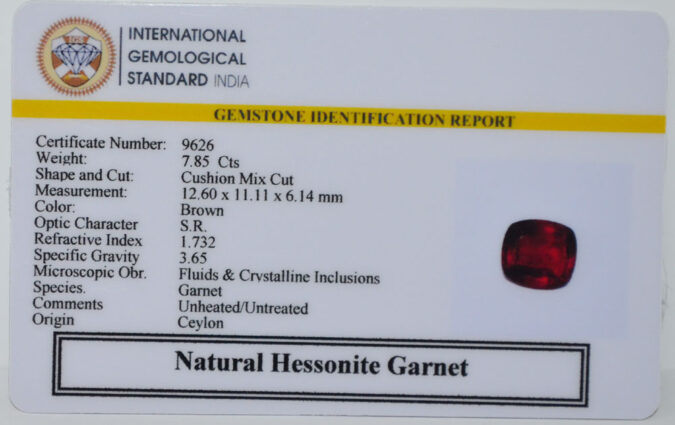 IGS
INTERNATIONAL
GEMOLOGICAL
STANDARD INDIA
GEMSTONE IDENTIFICATION REPORT
Certificate Number: 9626
Weight: 7.85 Cts
Shape and Cut: Cushion Mix Cut
Measurement: 12.60 x 11.11 x 6.14 mm
Color: Brown
Optic Character S.R.
Refractive Index 1.732
Specific Gravity 3.65
Microscopic Obr. Fluids & Crystalline Inclusions
Species. Garnet
Comments Unheated/Untreated
Origin Ceylon
Natural Hessonite Garnet